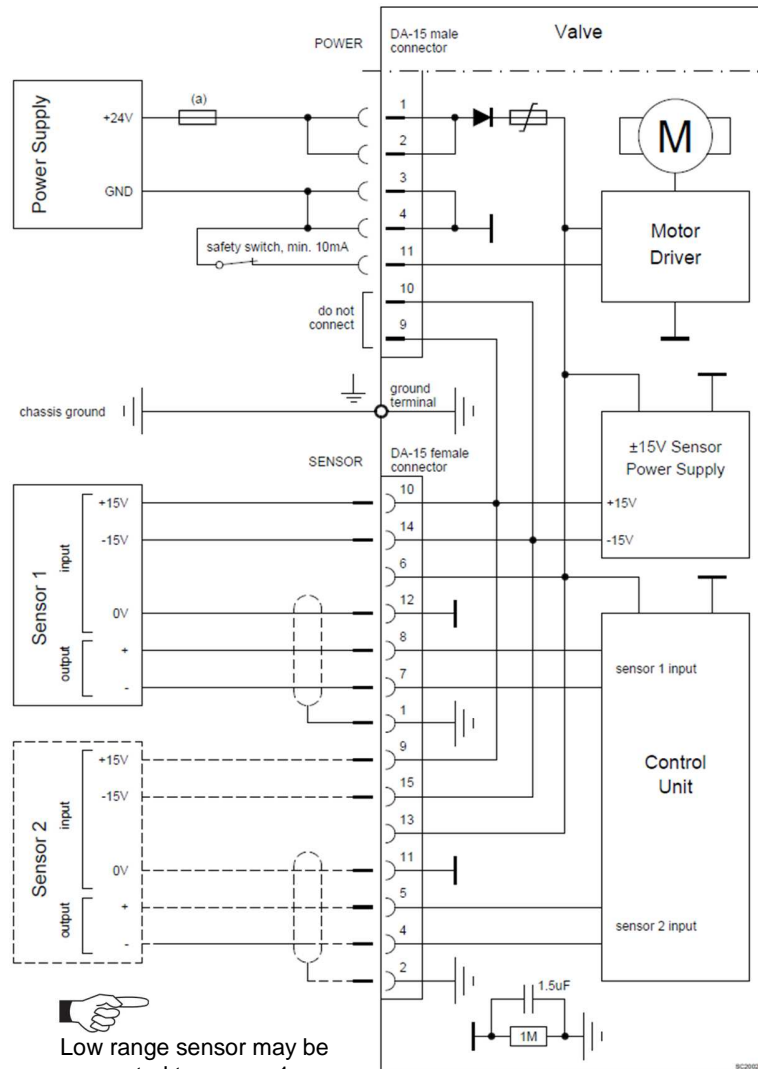 POWER
DA-15 male
connector
Valve
Power Supply
+24V
(a)
GND
1
2
3
4
11
10
9
safety switch, min. 10mA
do not
connect
M
Motor
Driver
chassis ground
ground
terminal
SENSOR
DA-15 female
connector
±15V Sensor
Power Supply
+15V
-15V
Sensor 1
input
output
+15V
-15V
0V
+
-
10
14
6
12
8
7
1
Sensor 2
input
output
+15V
-15V
0V
+
-
9
15
13
11
5
4
2
sensor 1 input
Control
Unit
sensor 2 input
1.5uF
1M
Low range sensor may be